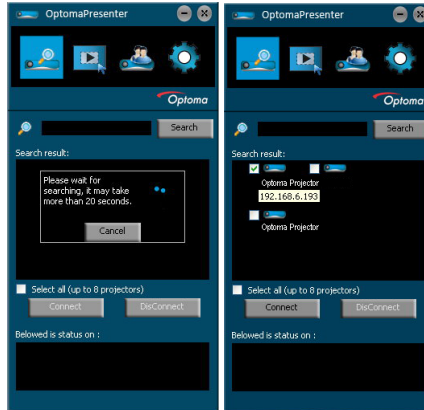 OptomaPresenter
Optoma
Search
Search result:
Please wait for
searching, it may take
more than 20 seconds.
Cancel
Select all (up to 8 projectors)
Connect
DisConnect
Belowed is status on :
OptomaPresenter
Optoma
Search
Search result:
Optoma Projector
192.168.6.193
Optoma Projector
Select all (up to 8 projectors)
Connect
DisConnect
Belowed is status on :